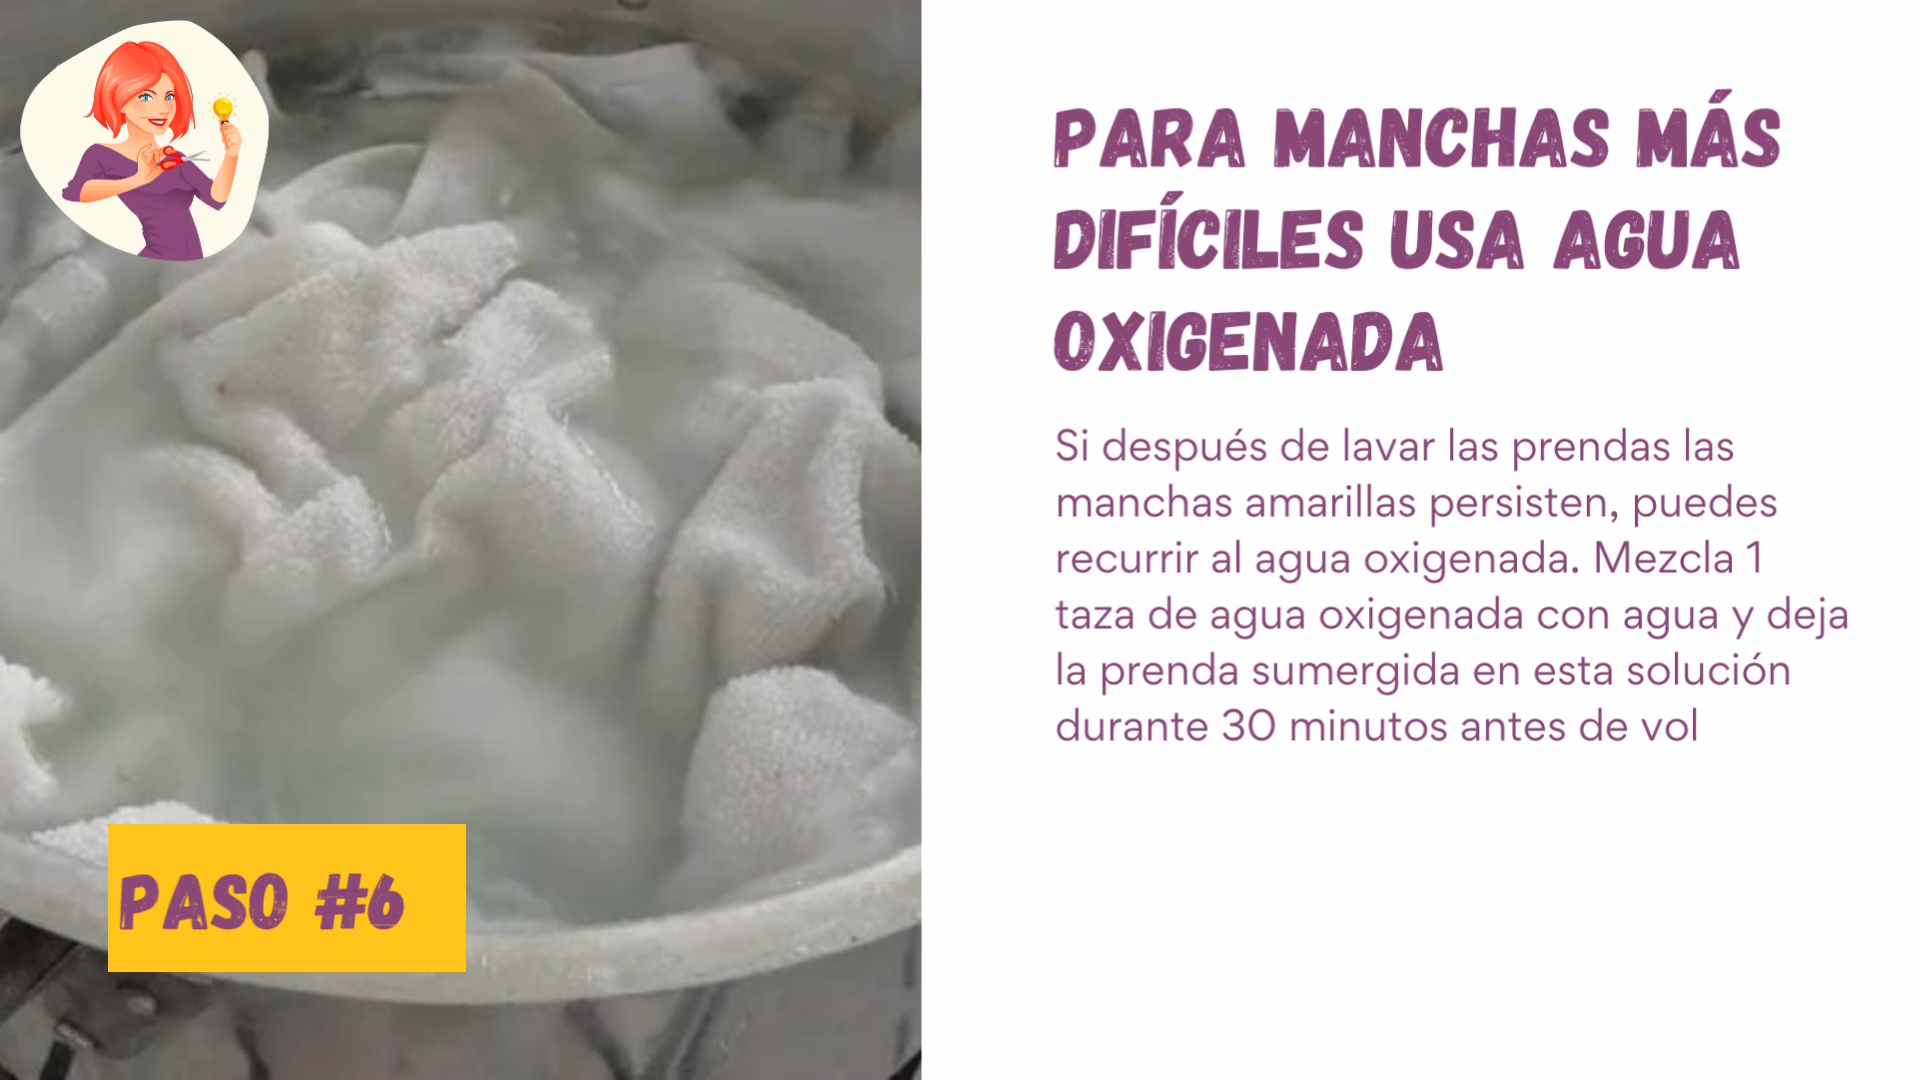 PARA MANCHAS MÁS
DIFÍCILES USA AGUA
OXIGENADA
Si después de lavar las prendas las
manchas amarillas persisten, puedes
recurrir al agua oxigenada. Mezcla 1
taza de agua oxigenada con agua y deja
la prenda sumergida en esta solución
durante 30 minutos antes de vol
PASO #6